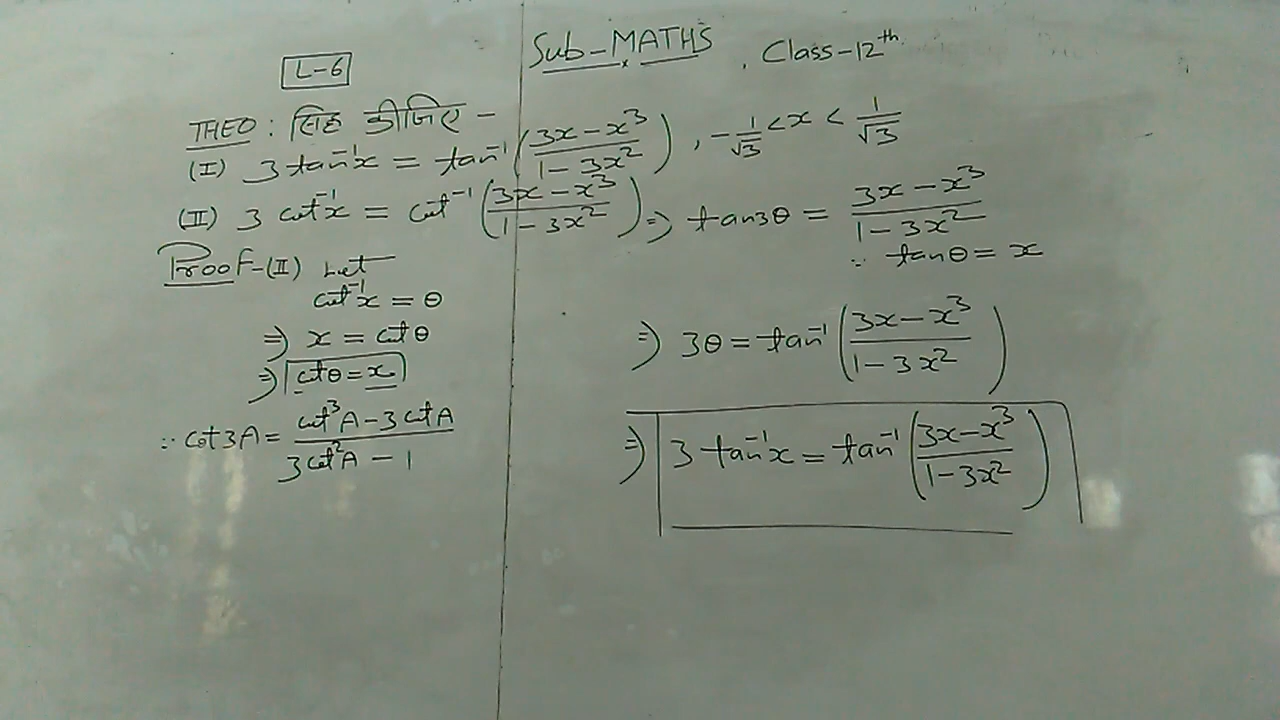 Sub-MATHS, Class-12th
L-6
THEO: सिद्ध कीजिए -
(I) 3 tan⁻¹x = tan⁻¹((3x - x³)/(1 - 3x²)), -1/√3 < x < 1/√3
(II) 3 cot⁻¹x = cot⁻¹((3x - x³)/(1 - 3x²))
Proof-(II) Let
cot⁻¹x = θ
⇒ x = cotθ
⇒ cotθ = x
∵ cot3A = (cot³A - 3cotA)/(3cot²A - 1)
⇒ tan3θ = (3x - x³)/(1 - 3x²)
∵ tanθ = x
⇒ 3θ = tan⁻¹((3x - x³)/(1 - 3x²))
⇒ 3 tan⁻¹x = tan⁻¹((3x - x³)/(1 - 3x²))